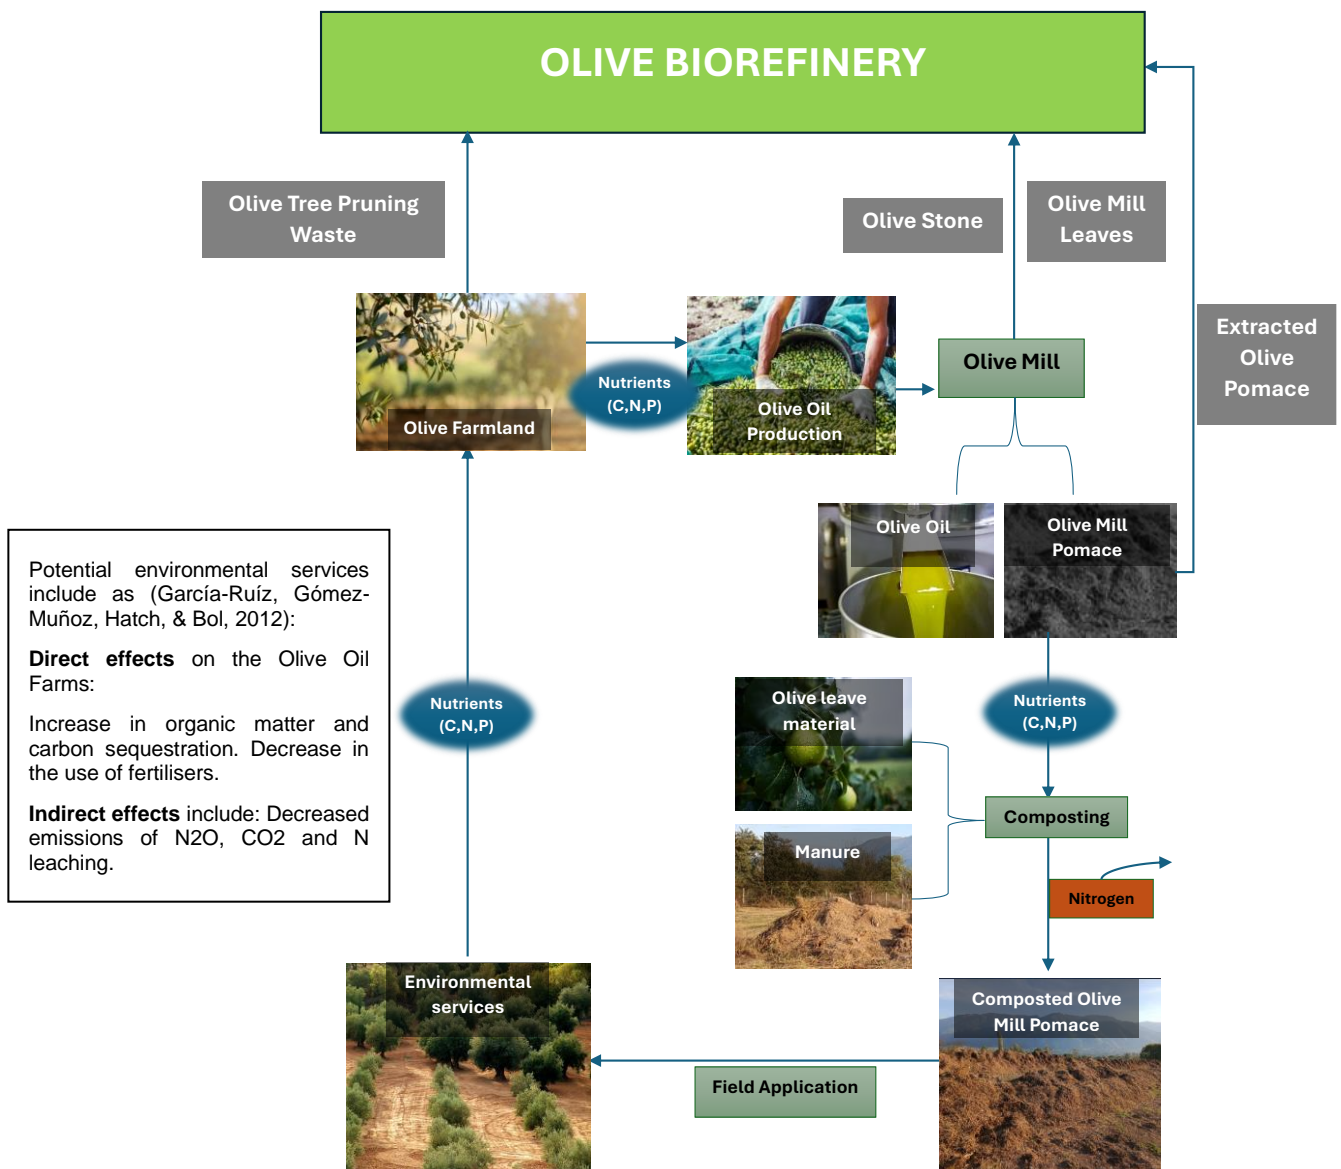 OLIVE BIOREFINERY
Olive Tree Pruning
Waste
Olive Stone
Olive Mill
Leaves
Extracted
Olive
Pomace
Olive Farmland
Nutrients
(C,N,P)
Olive Oil
Production
Olive Mill
Olive Oil
Olive Mill
Pomace
Potential environmental services
include as (García-Ruíz, Gómez-
Muñoz, Hatch, & Bol, 2012):
Direct effects on the Olive Oil
Farms:
Increase in organic matter and
carbon sequestration. Decrease in
the use of fertilisers.
Indirect effects include: Decreased
emissions of N2O, CO2 and N
leaching.
Nutrients
(C,N,P)
Olive leave
material
Nutrients
(C,N,P)
Composting
Manure
Nitrogen
Environmental
services
Composted Olive
Mill Pomace
Field Application